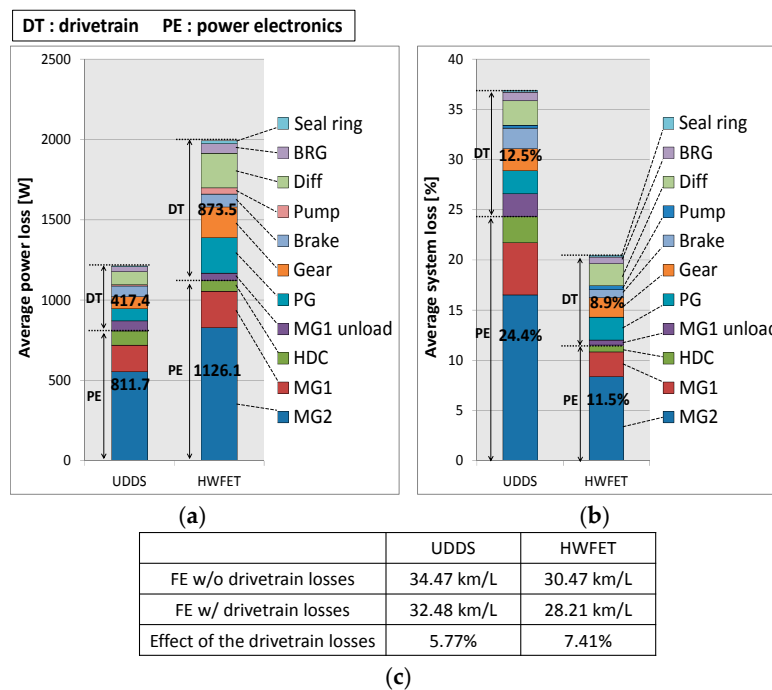 DT : drivetrain PE : power electronics
Average power loss [W]
2500
2000
1500
1000
500
0
DT
417.4
PE
811.7
DT
873.5
PE
1126.1
Seal ring
BRG
Diff
Pump
Brake
Gear
PG
MG1 unload
HDC
MG1
MG2
UDDS HWFET
(a)
Average system loss [%]
40
35
30
25
20
15
10
5
0
DT
12.5%
PE
24.4%
DT
8.9%
PE
11.5%
Seal ring
BRG
Diff
Pump
Brake
Gear
PG
MG1 unload
HDC
MG1
MG2
UDDS HWFET
(b)
UDDS HWFET
FE w/o drivetrain losses 34.47 km/L 30.47 km/L
FE w/ drivetrain losses 32.48 km/L 28.21 km/L
Effect of the drivetrain losses 5.77% 7.41%
(c)